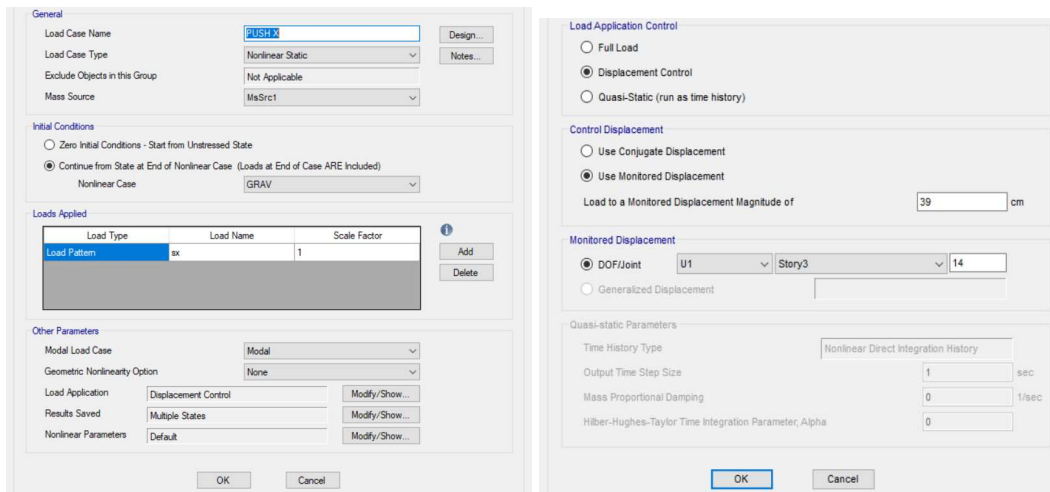 General
Load Case Name PUSH X Design...
Load Case Type Nonlinear Static Notes...
Exclude Objects in this Group Not Applicable
Mass Source MsSrc1
Initial Conditions
Zero Initial Conditions - Start from Unstressed State
Continue from State at End of Nonlinear Case (Loads at End of Case ARE Included)
Nonlinear Case GRAV
Loads Applied
Load Type Load Name Scale Factor
Load Pattern sx 1 Add
Delete
Other Parameters
Modal Load Case Modal
Geometric Nonlinearity Option None
Load Application Displacement Control Modify/Show...
Results Saved Multiple States Modify/Show...
Nonlinear Parameters Default Modify/Show...
OK Cancel
Load Application Control
Full Load
Displacement Control
Quasi-Static (run as time history)
Control Displacement
Use Conjugate Displacement
Use Monitored Displacement
Load to a Monitored Displacement Magnitude of 39 cm
Monitored Displacement
DOF/Joint U1 Story3 14
Generalized Displacement
Quasi-static Parameters
Time History Type Nonlinear Direct Integration History
Output Time Step Size 1 sec
Mass Proportional Damping 0 1/sec
Hilber-Hughes-Taylor Time Integration Parameter, Alpha 0
OK Cancel